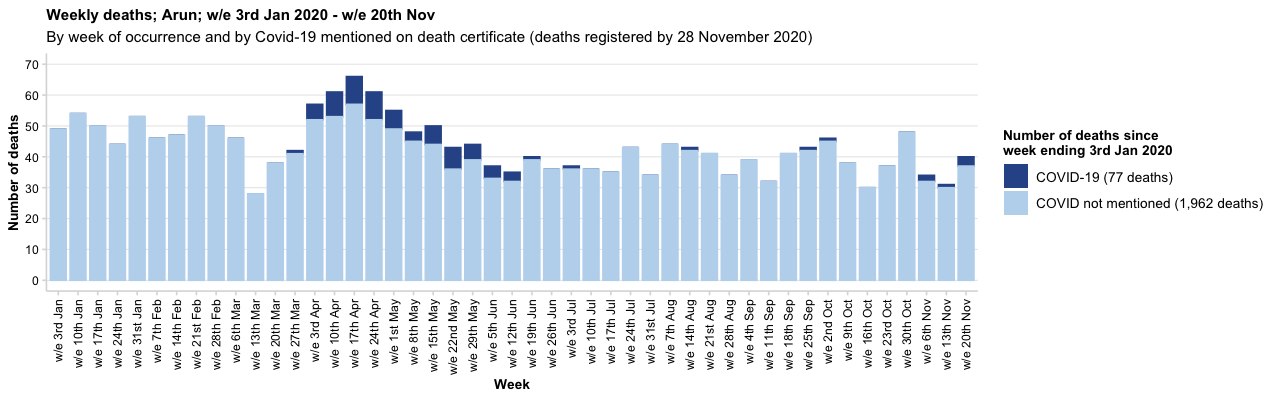 Weekly deaths; Arun; w/e 3rd Jan 2020 - w/e 20th Nov
By week of occurrence and by Covid-19 mentioned on death certificate (deaths registered by 28 November 2020)
70
60
50
40
30
20
10
0
Number of deaths
w/e 3rd Jan
w/e 10th Jan
w/e 17th Jan
w/e 24th Jan
w/e 31st Jan
w/e 7th Feb
w/e 14th Feb
w/e 21st Feb
w/e 28th Feb
w/e 6th Mar
w/e 13th Mar
w/e 20th Mar
w/e 27th Mar
w/e 3rd Apr
w/e 10th Apr
w/e 17th Apr
w/e 24th Apr
w/e 1st May
w/e 8th May
w/e 15th May
w/e 22nd May
w/e 29th May
w/e 5th Jun
w/e 12th Jun
w/e 19th Jun
w/e 26th Jun
w/e 3rd Jul
w/e 10th Jul
w/e 17th Jul
w/e 24th Jul
w/e 31st Jul
w/e 7th Aug
w/e 14th Aug
w/e 21st Aug
w/e 28th Aug
w/e 4th Sep
w/e 11th Sep
w/e 18th Sep
w/e 25th Sep
w/e 2nd Oct
w/e 9th Oct
w/e 16th Oct
w/e 23rd Oct
w/e 30th Oct
w/e 6th Nov
w/e 13th Nov
w/e 20th Nov
Week
Number of deaths since
week ending 3rd Jan 2020
COVID-19 (77 deaths)
COVID not mentioned (1,962 deaths)